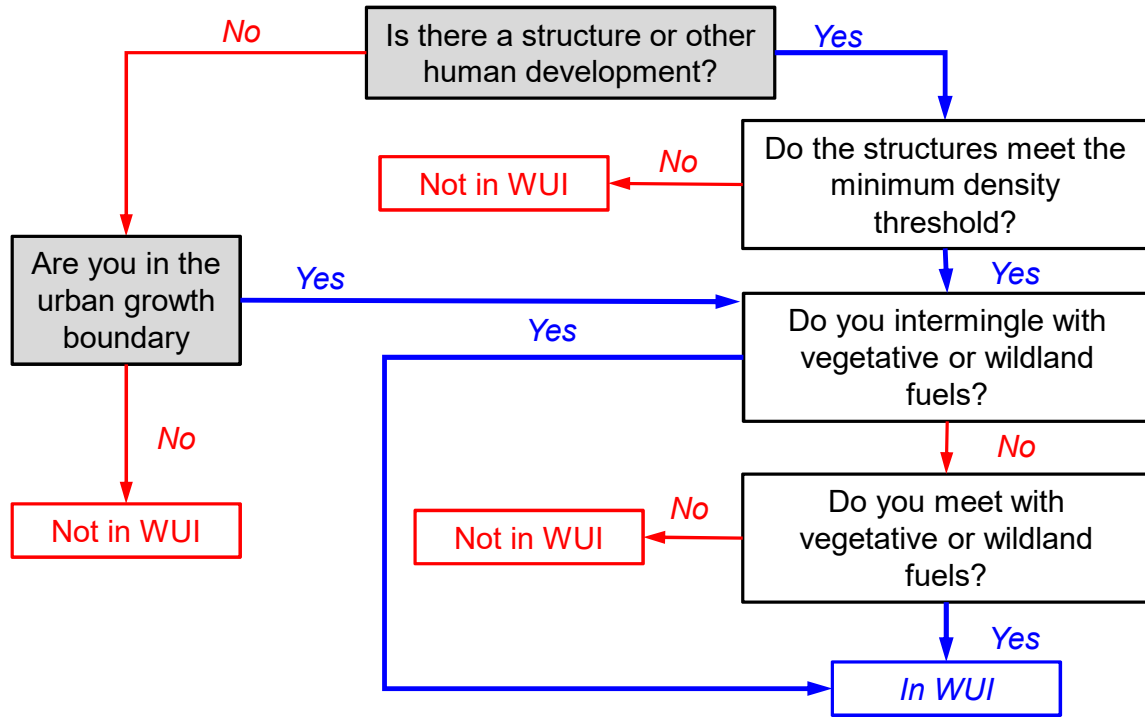 No
Is there a structure or other
human development?
Yes
Do the structures meet the
minimum density
threshold?
No
Not in WUI
Are you in the
urban growth
boundary
Yes
Yes
Do you intermingle with
vegetative or wildland
fuels?
Yes
No
Not in WUI
No
Do you meet with
vegetative or wildland
fuels?
No
Not in WUI
Yes
In WUI